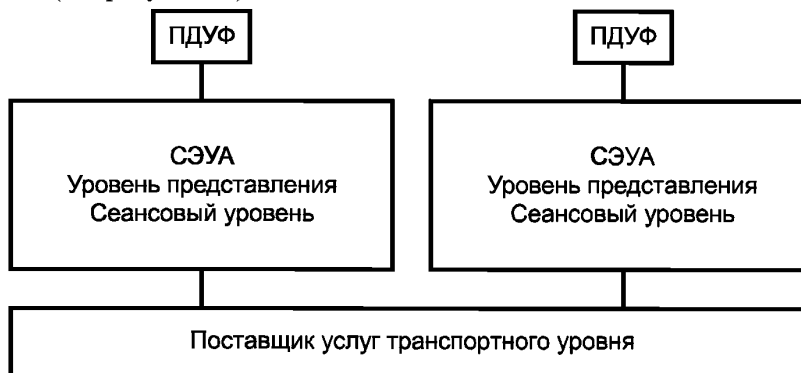 ПДУФ ПДУФ
СЭУА СЭУА
Уровень представления Уровень представления
Сеансовый уровень Сеансовый уровень
Поставщик услуг транспортного уровня